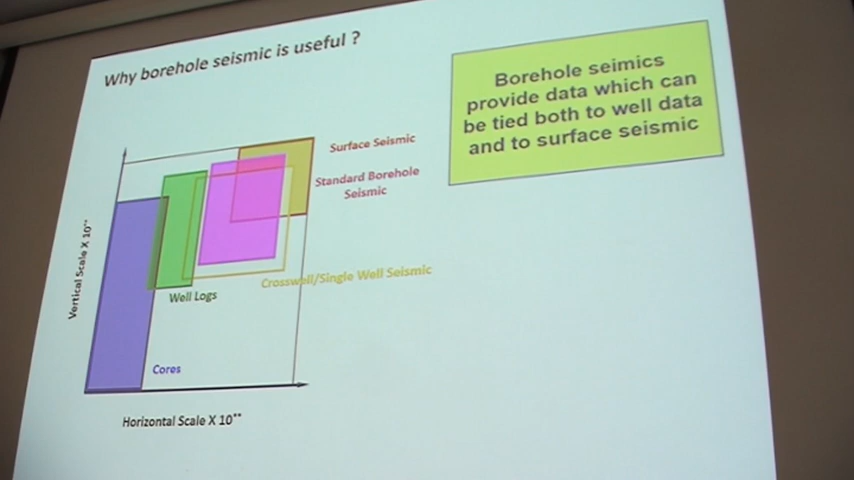 Why borehole seismic is useful ?
Borehole seimics
provide data which can
be tied both to well data
and to surface seismic
Surface Seismic
Standard Borehole
Seismic
Crosswell/Single Well Seismic
Well Logs
Cores
Vertical Scale X 10**
Horizontal Scale X 10**